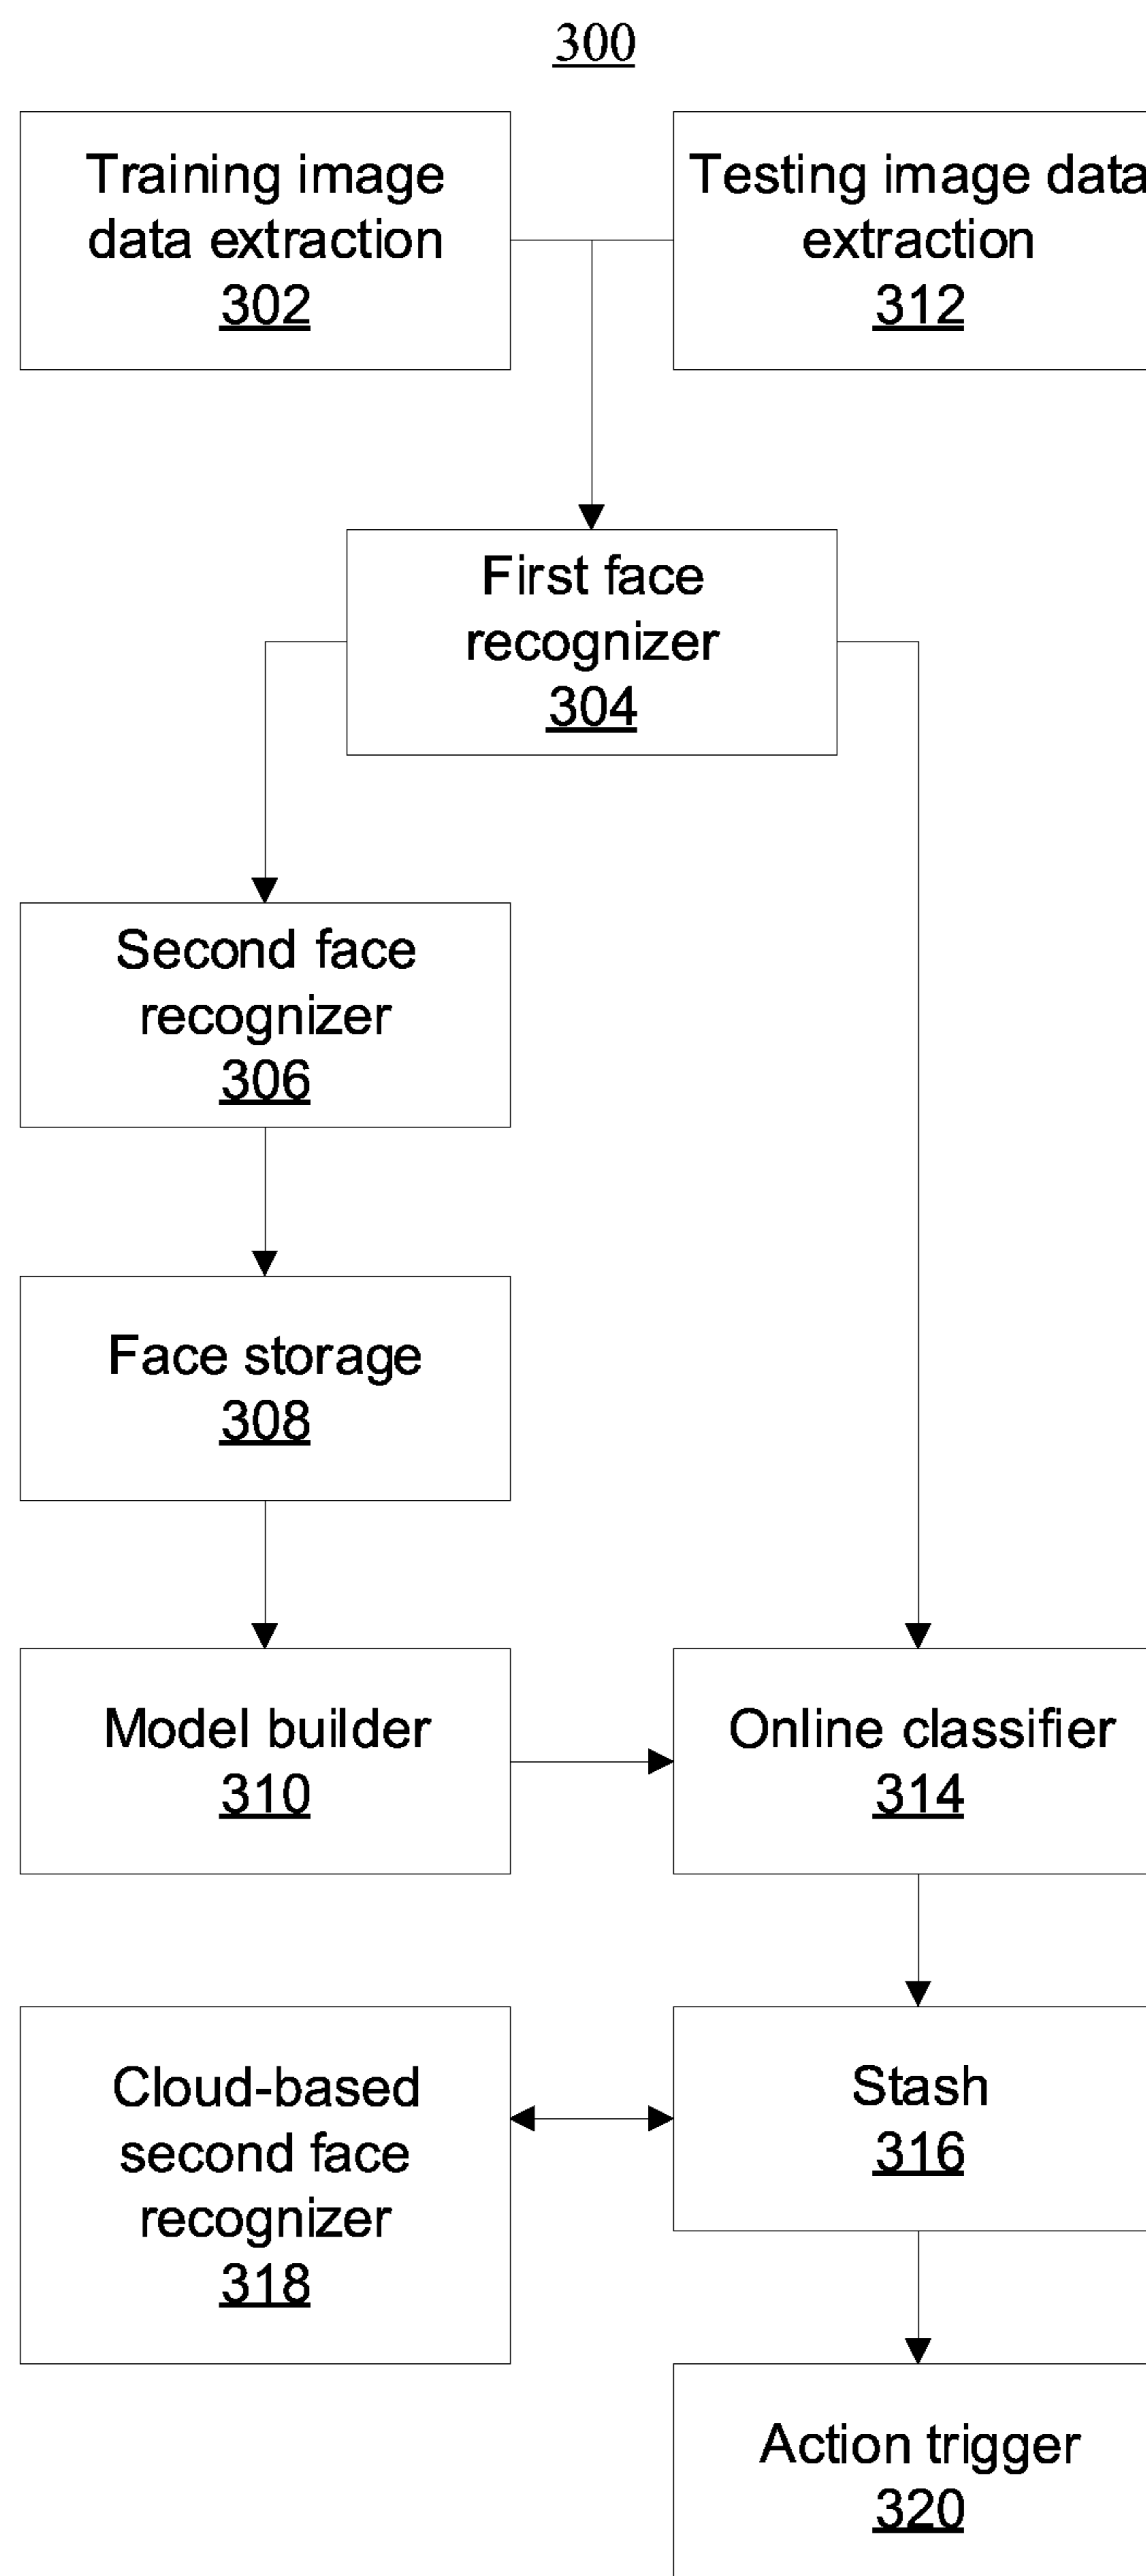 300
Training image
data extraction
302
Testing image data
extraction
312
First face
recognizer
304
Second face
recognizer
306
Face storage
308
Model builder
310
Online classifier
314
Cloud-based
second face
recognizer
318
Stash
316
Action trigger
320